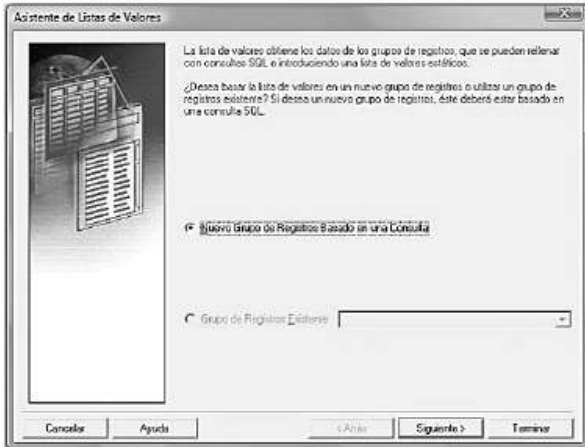 Asistente de Listas de Valores
La lista de valores obtiene los datos de los grupos de registros, que se pueden rellenar
con consultas SQL o introduciendo una lista de valores estáticos.
¿Desea basar la lista de valores en un nuevo grupo de registros o utilizar un grupo de
registros existente? Si desea un nuevo grupo de registros, éste deberá estar basado en
una consulta SQL.
Nuevo Grupo de Registros Basado en una Consulta
Grupo de Registros Existente
Cancelar Ayuda < Atrás Siguiente > Terminar